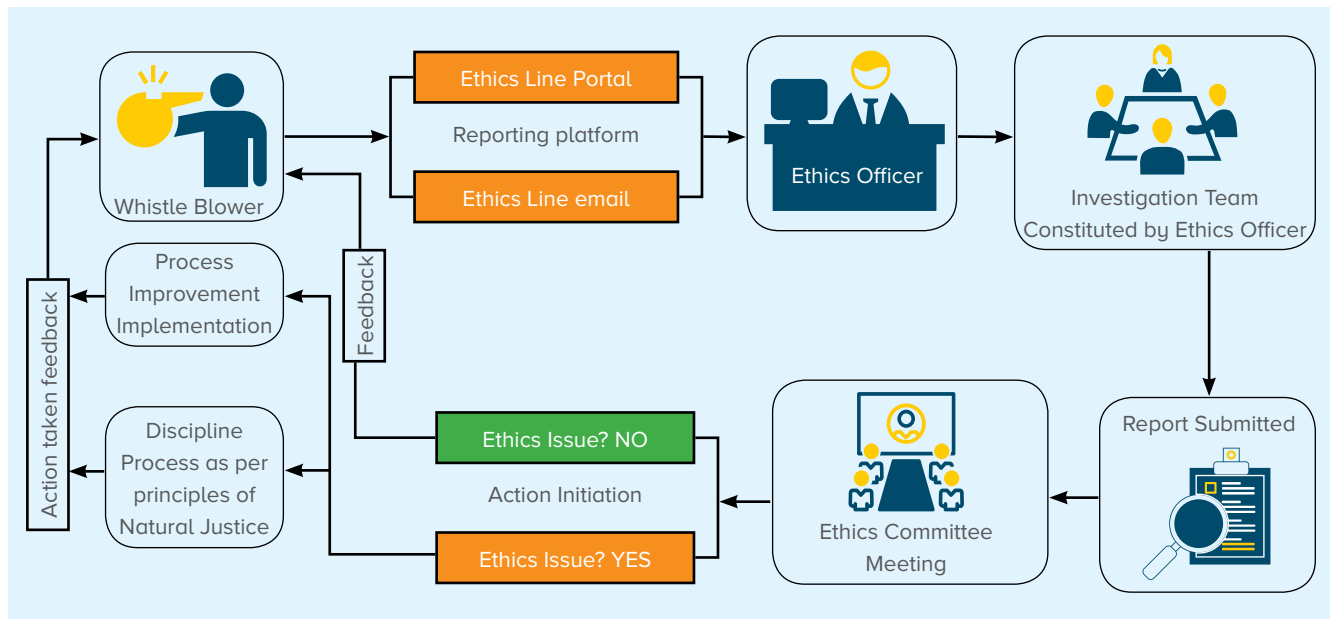 Whistle Blower
Ethics Line Portal
Reporting platform
Ethics Line email
Ethics Officer
Investigation Team
Constituted by Ethics Officer
Report Submitted
Ethics Committee
Meeting
Ethics Issue? NO
Action Initiation
Ethics Issue? YES
Feedback
Process
Improvement
Implementation
Discipline
Process as per
principles of
Natural Justice
Action taken feedback